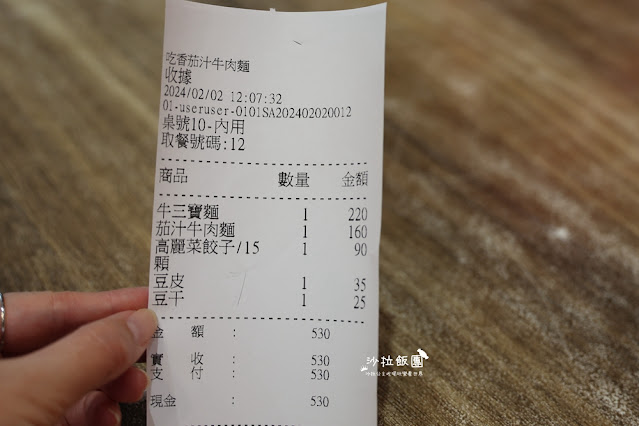 吃香茄汁牛肉麵
收據
2024/02/02 12:07:32
01-useruser-0101SA202402020012
桌號10-內用
取餐號碼:12
商品 數量 金額
牛三寶麵 1 220
茄汁牛肉麵 1 160
高麗菜餃子/15 1 90
顆
豆皮 1 35
豆干 1 25
金 額 : 530
實 收 : 530
支 付 : 530
現金 : 530
沙拉飯團